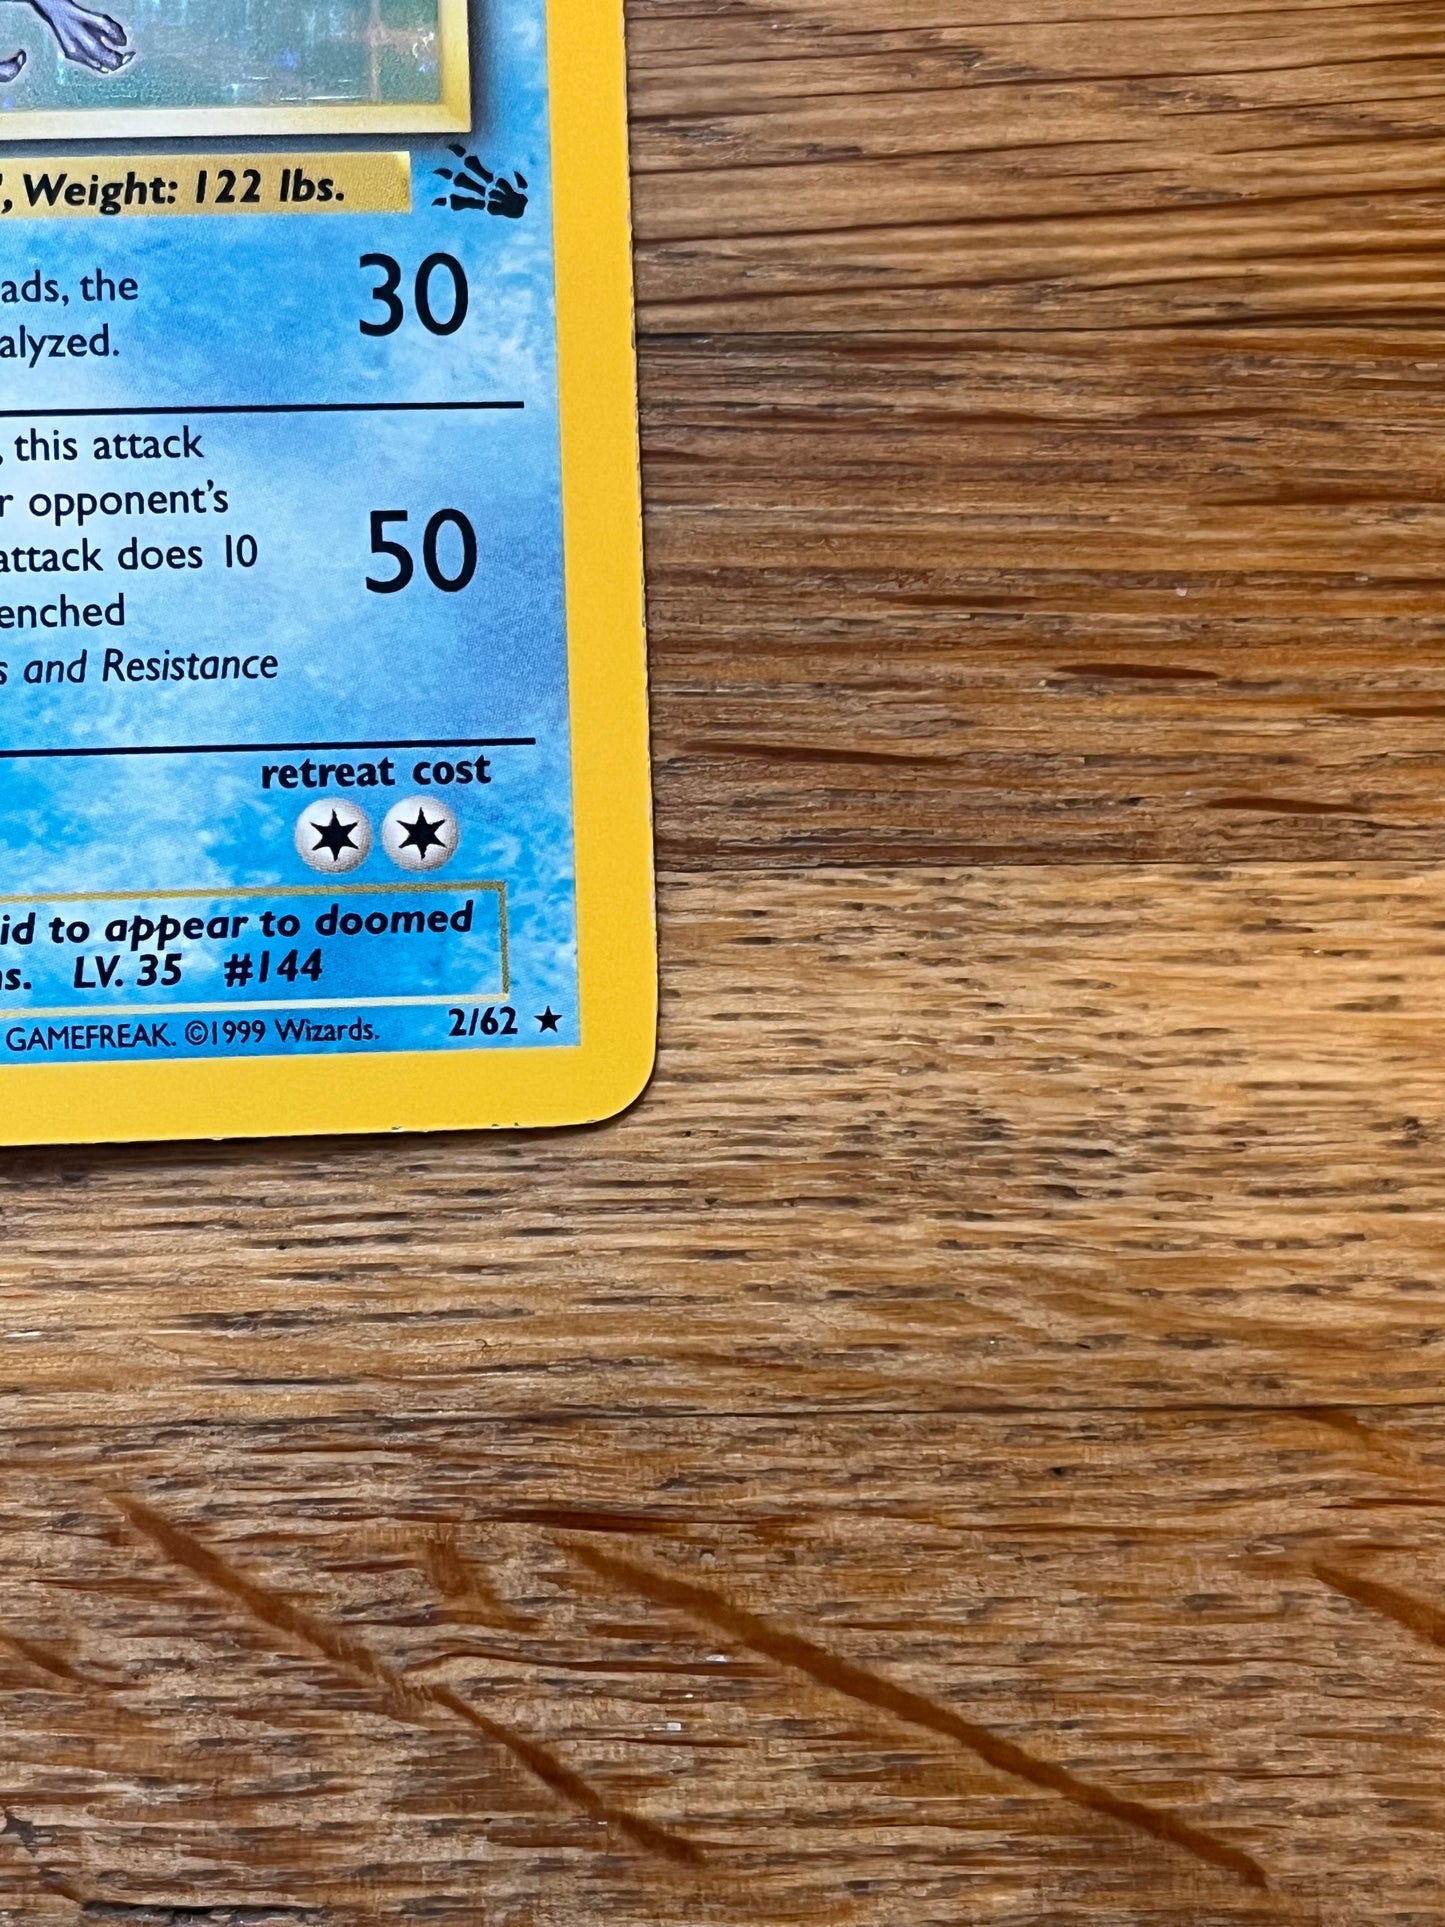 ', Weight: 122 lbs.
ads, the
30
alyzed.
, this attack
r opponent's
attack does 10
50
enched
s and Resistance
retreat cost
id to appear to doomed
ns. LV. 35 #144
GAMEFREAK. ©1999 Wizards. 2/62